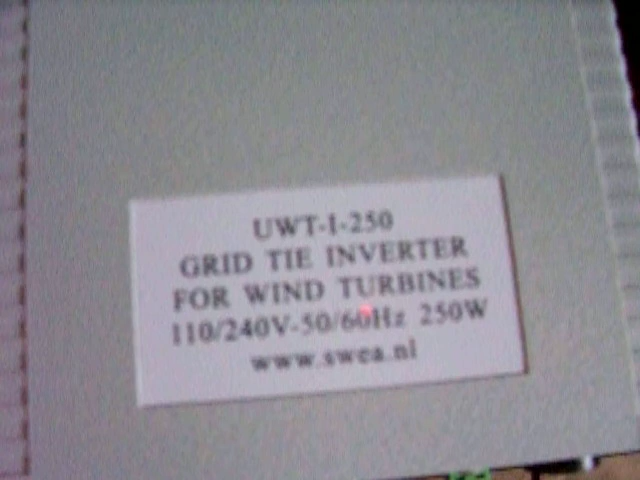 UWT-I-250
GRID TIE INVERTER
FOR WIND TURBINES
110/240V-50/60Hz 250W
www.swea.nl